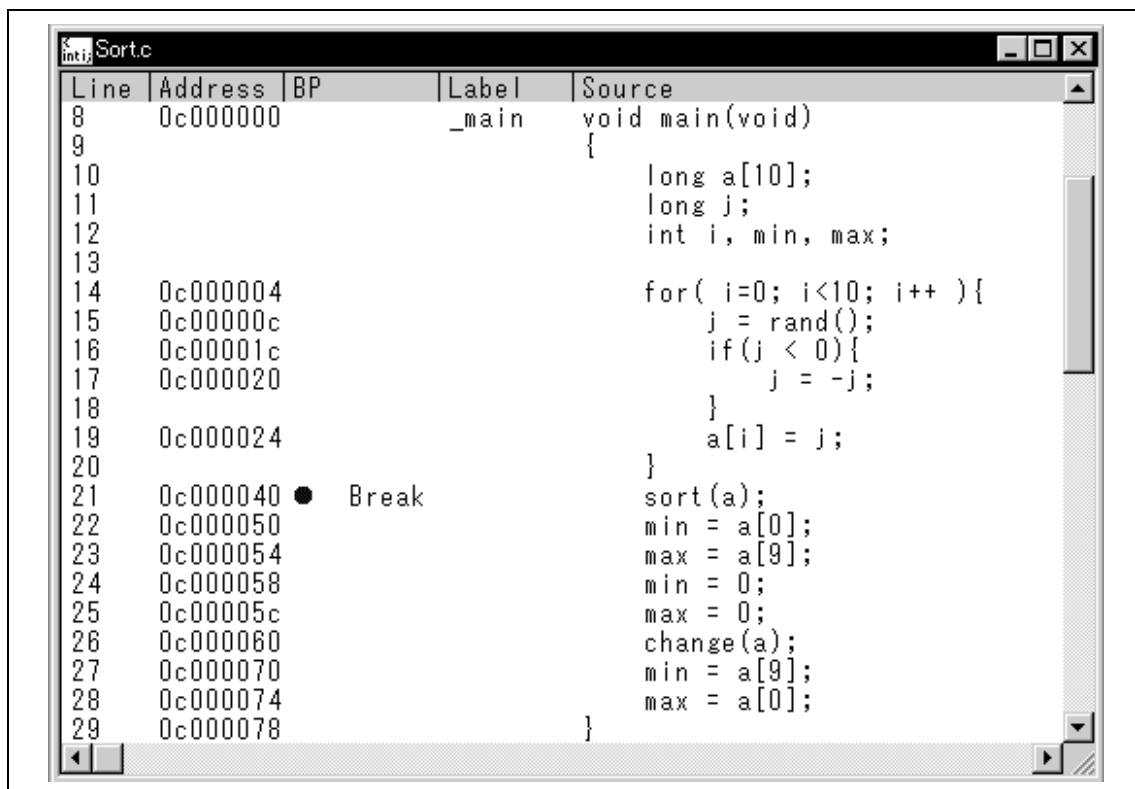 inti; Sort.c
Line |Address |BP |Label |Source
8 0c000000 _main void main(void)
9 {
10 long a[10];
11 long j;
12 int i, min, max;
13
14 0c000004 for( i=0; i<10; i++ ){
15 0c00000c j = rand();
16 0c00001c if(j < 0){
17 0c000020 j = -j;
18 }
19 0c000024 a[i] = j;
20 }
21 0c000040 ● Break sort(a);
22 0c000050 min = a[0];
23 0c000054 max = a[9];
24 0c000058 min = 0;
25 0c00005c max = 0;
26 0c000060 change(a);
27 0c000070 min = a[9];
28 0c000074 max = a[0];
29 0c000078 }